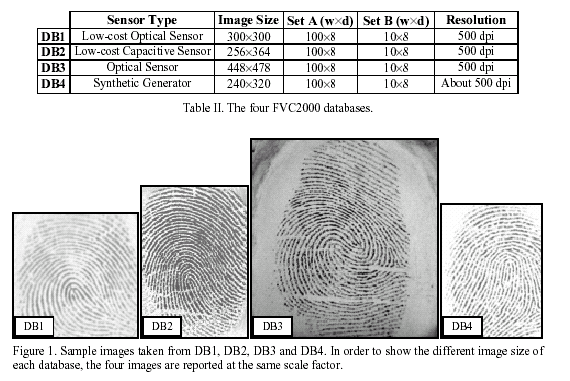 Sensor Type Image Size Set A (w×d) Set B (w×d) Resolution
DB1 Low-cost Optical Sensor 300×300 100×8 10×8 500 dpi
DB2 Low-cost Capacitive Sensor 256×364 100×8 10×8 500 dpi
DB3 Optical Sensor 448×478 100×8 10×8 500 dpi
DB4 Synthetic Generator 240×320 100×8 10×8 About 500 dpi
Table II. The four FVC2000 databases.
DB1 DB2 DB3 DB4
Figure 1. Sample images taken from DB1, DB2, DB3 and DB4. In order to show the different image size of
each database, the four images are reported at the same scale factor.